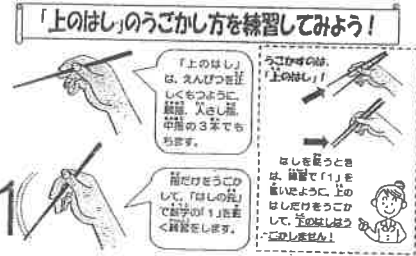 「上のはし」のうごかし方を練習してみよう！
「上のはし」
は、えんぴつを正
しくもつように、
親指、人さし指、
中指の３本でも
ちます。
指だけをうごか
して、「はしの先」
で数字の「１」を書
く練習をします。
1
うごかすのは、
「上のはし」！
はしを使うとき
は、練習で「１」を
書いたように、上の
はしだけをうごか
して、下のはしはう
ごかしません！